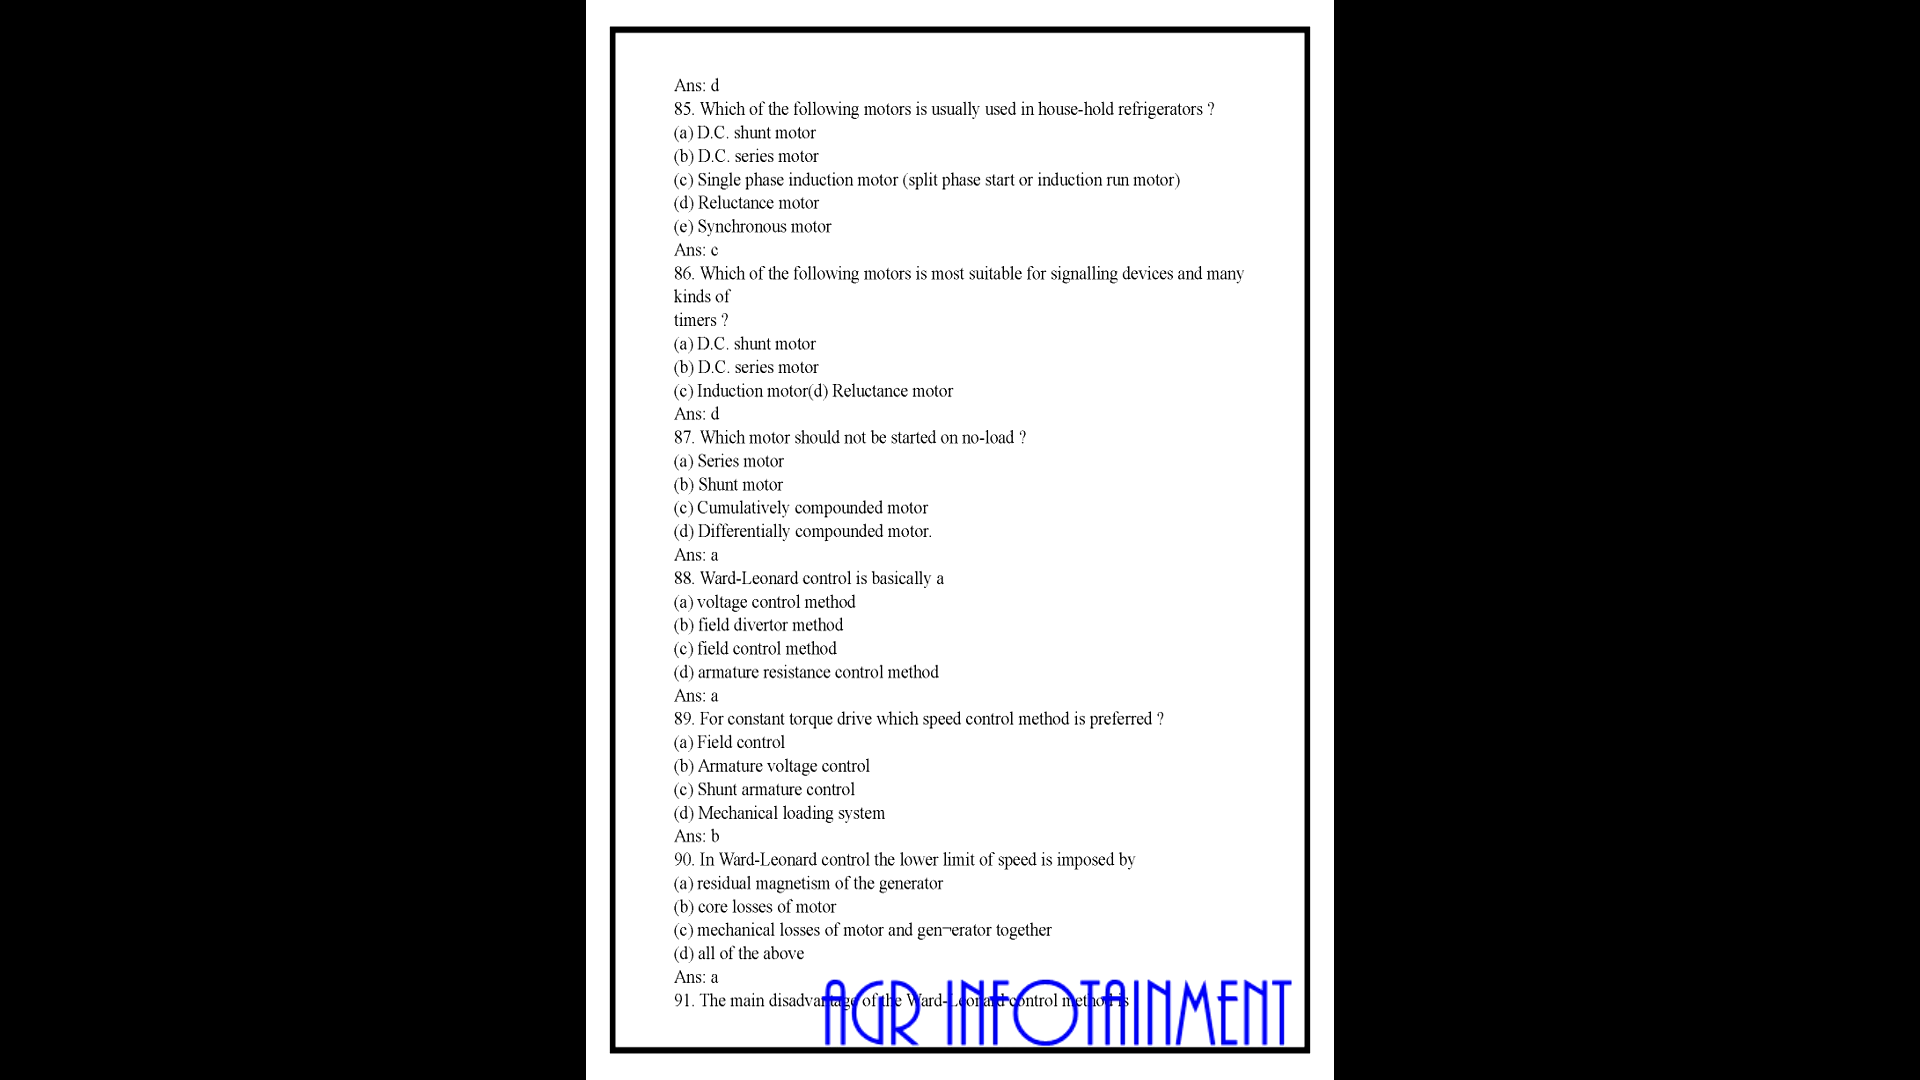 Ans: d
85. Which of the following motors is usually used in house-hold refrigerators ?
(a) D.C. shunt motor
(b) D.C. series motor
(c) Single phase induction motor (split phase start or induction run motor)
(d) Reluctance motor
(e) Synchronous motor
Ans: c
86. Which of the following motors is most suitable for signalling devices and many
kinds of
timers ?
(a) D.C. shunt motor
(b) D.C. series motor
(c) Induction motor(d) Reluctance motor
Ans: d
87. Which motor should not be started on no-load ?
(a) Series motor
(b) Shunt motor
(c) Cumulatively compounded motor
(d) Differentially compounded motor.
Ans: a
88. Ward-Leonard control is basically a
(a) voltage control method
(b) field divertor method
(c) field control method
(d) armature resistance control method
Ans: a
89. For constant torque drive which speed control method is preferred ?
(a) Field control
(b) Armature voltage control
(c) Shunt armature control
(d) Mechanical loading system
Ans: b
90. In Ward-Leonard control the lower limit of speed is imposed by
(a) residual magnetism of the generator
(b) core losses of motor
(c) mechanical losses of motor and gen¬erator together
(d) all of the above
Ans: a
91. The main disadvantage of the Ward-Leonard control method is
AGR INFOTAINMENT